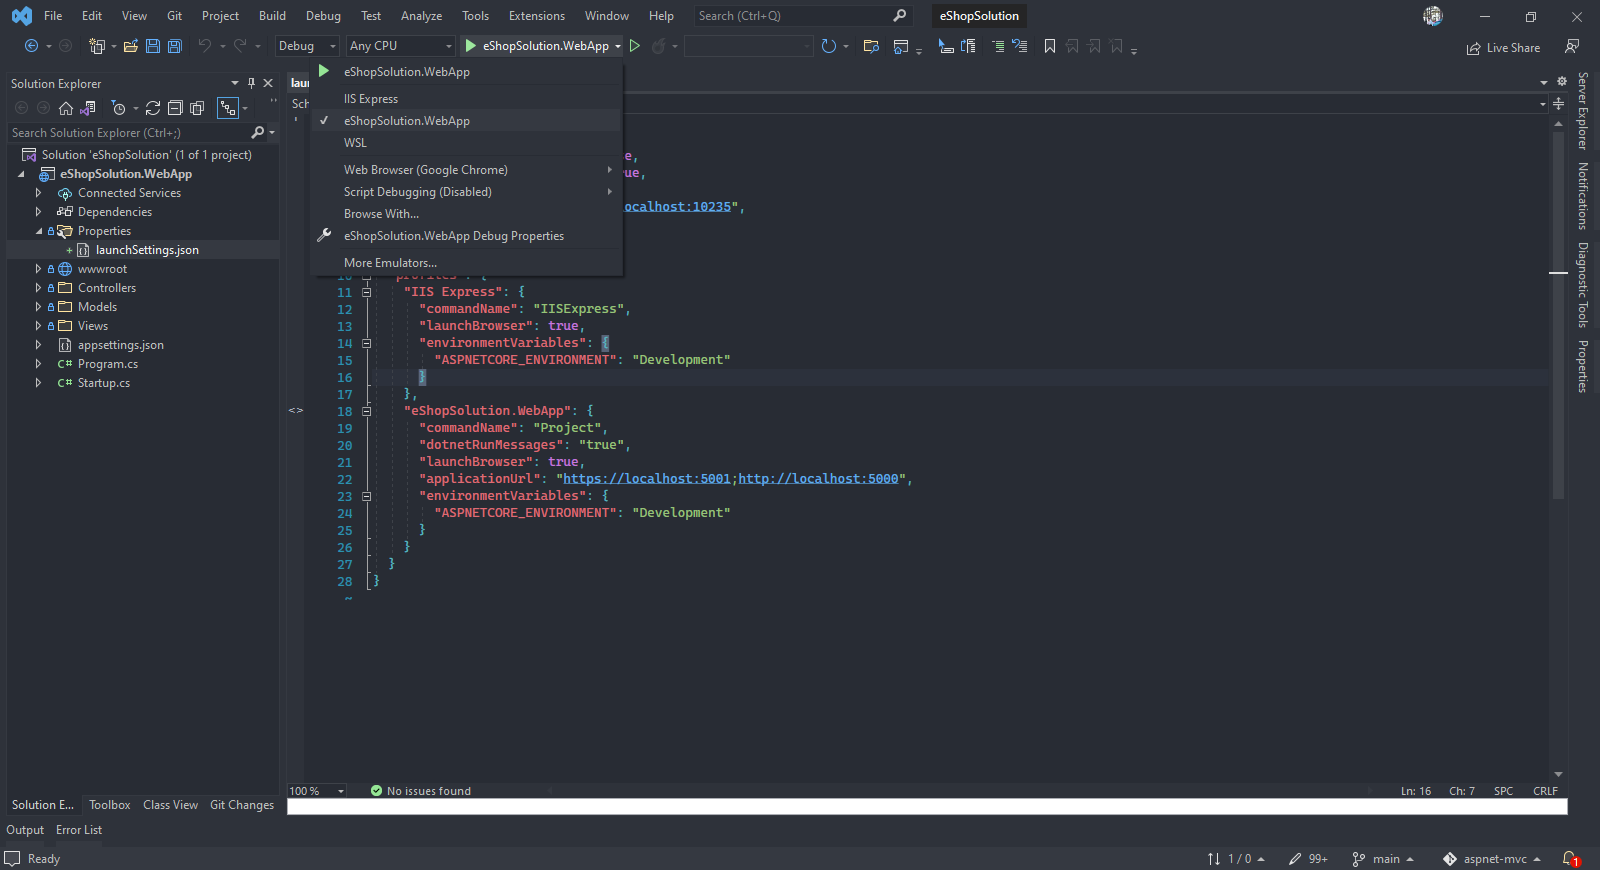 File Edit View Git Project Build Debug Test Analyze Tools Extensions Window Help Search (Ctrl+Q) eShopSolution
Debug Any CPU eShopSolution.WebApp Live Share
Solution Explorer
Search Solution Explorer (Ctrl+;)
Solution 'eShopSolution' (1 of 1 project)
eShopSolution.WebApp
Connected Services
Dependencies
Properties
launchSettings.json
wwwroot
Controllers
Models
Views
appsettings.json
C# Program.cs
C# Startup.cs
Solution E... Toolbox Class View Git Changes
eShopSolution.WebApp
IIS Express
eShopSolution.WebApp
WSL
Web Browser (Google Chrome)
Script Debugging (Disabled)
Browse With...
eShopSolution.WebApp Debug Properties
More Emulators...
lau
Sch
e,
ue,
ocalhost:10235",
11 "IIS Express": {
12 "commandName": "IISExpress",
13 "launchBrowser": true,
14 "environmentVariables": {
15 "ASPNETCORE_ENVIRONMENT": "Development"
16 }
17 },
18 "eShopSolution.WebApp": {
19 "commandName": "Project",
20 "dotnetRunMessages": "true",
21 "launchBrowser": true,
22 "applicationUrl": "https://localhost:5001;http://localhost:5000",
23 "environmentVariables": {
24 "ASPNETCORE_ENVIRONMENT": "Development"
25 }
26 }
27 }
28 }
~
100 % No issues found Ln: 16 Ch: 7 SPC CRLF
Server Explorer
Notifications
Diagnostic Tools
Properties
Output Error List
Ready 1 / 0 99+ main aspnet-mvc 1